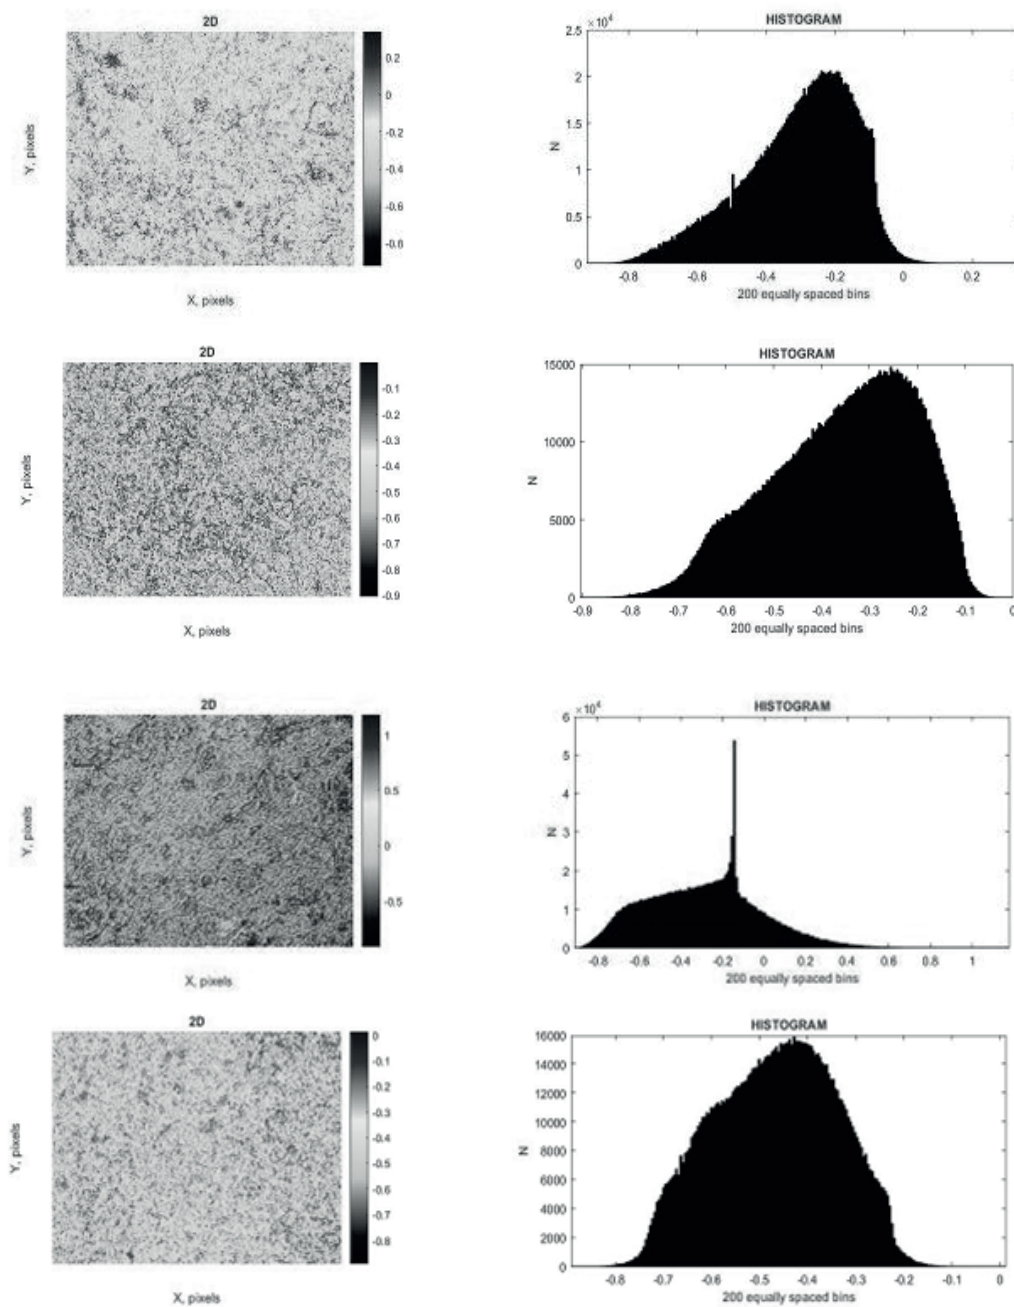 2D
Y, pixels
0.2
0
-0.2
-0.4
-0.6
-0.8
X, pixels
HISTOGRAM
×10⁴
N
2.5
2
1.5
1
0.5
0
-0.8 -0.6 -0.4 -0.2 0 0.2
200 equally spaced bins
2D
Y, pixels
-0.1
-0.2
-0.3
-0.4
-0.5
-0.6
-0.7
-0.8
-0.9
X, pixels
HISTOGRAM
N
15000
10000
5000
0
-0.9 -0.8 -0.7 -0.6 -0.5 -0.4 -0.3 -0.2 -0.1 0
200 equally spaced bins
2D
Y, pixels
1
0.5
0
-0.5
X, pixels
HISTOGRAM
×10⁴
N
6
5
4
3
2
1
0
-0.8 -0.6 -0.4 -0.2 0 0.2 0.4 0.6 0.8 1
200 equally spaced bins
2D
Y, pixels
0
-0.1
-0.2
-0.3
-0.4
-0.5
-0.6
-0.7
-0.8
X, pixels
HISTOGRAM
N
16000
14000
12000
10000
8000
6000
4000
2000
0
-0.8 -0.7 -0.6 -0.5 -0.4 -0.3 -0.2 -0.1 0
200 equally spaced bins